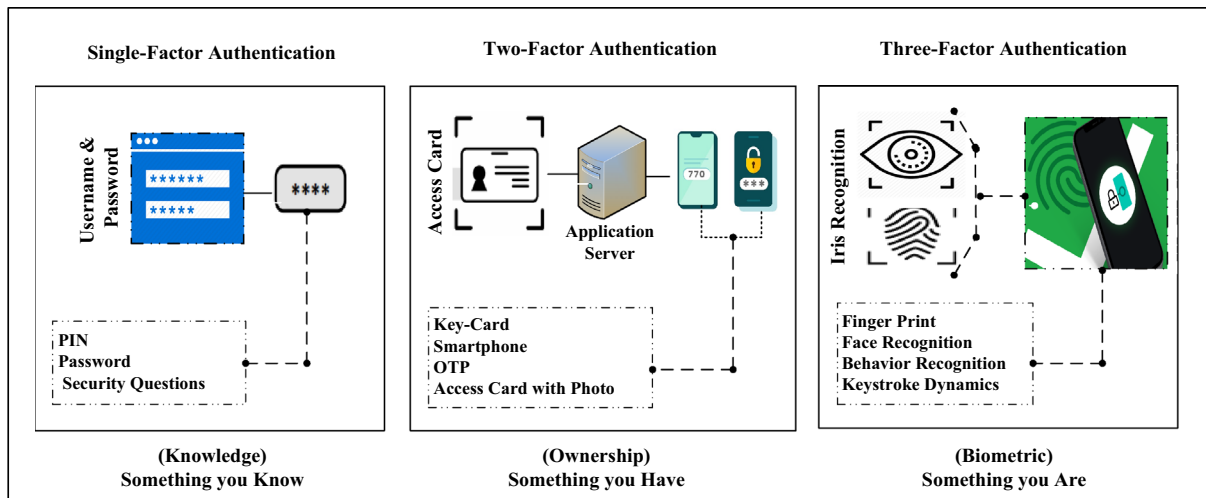 Single-Factor Authentication
Username &
Password
******
*****
****
PIN
Password
Security Questions
(Knowledge)
Something you Know
Two-Factor Authentication
Access Card
Application
Server
770
***
Key-Card
Smartphone
OTP
Access Card with Photo
(Ownership)
Something you Have
Three-Factor Authentication
Iris Recognition
Finger Print
Face Recognition
Behavior Recognition
Keystroke Dynamics
(Biometric)
Something you Are